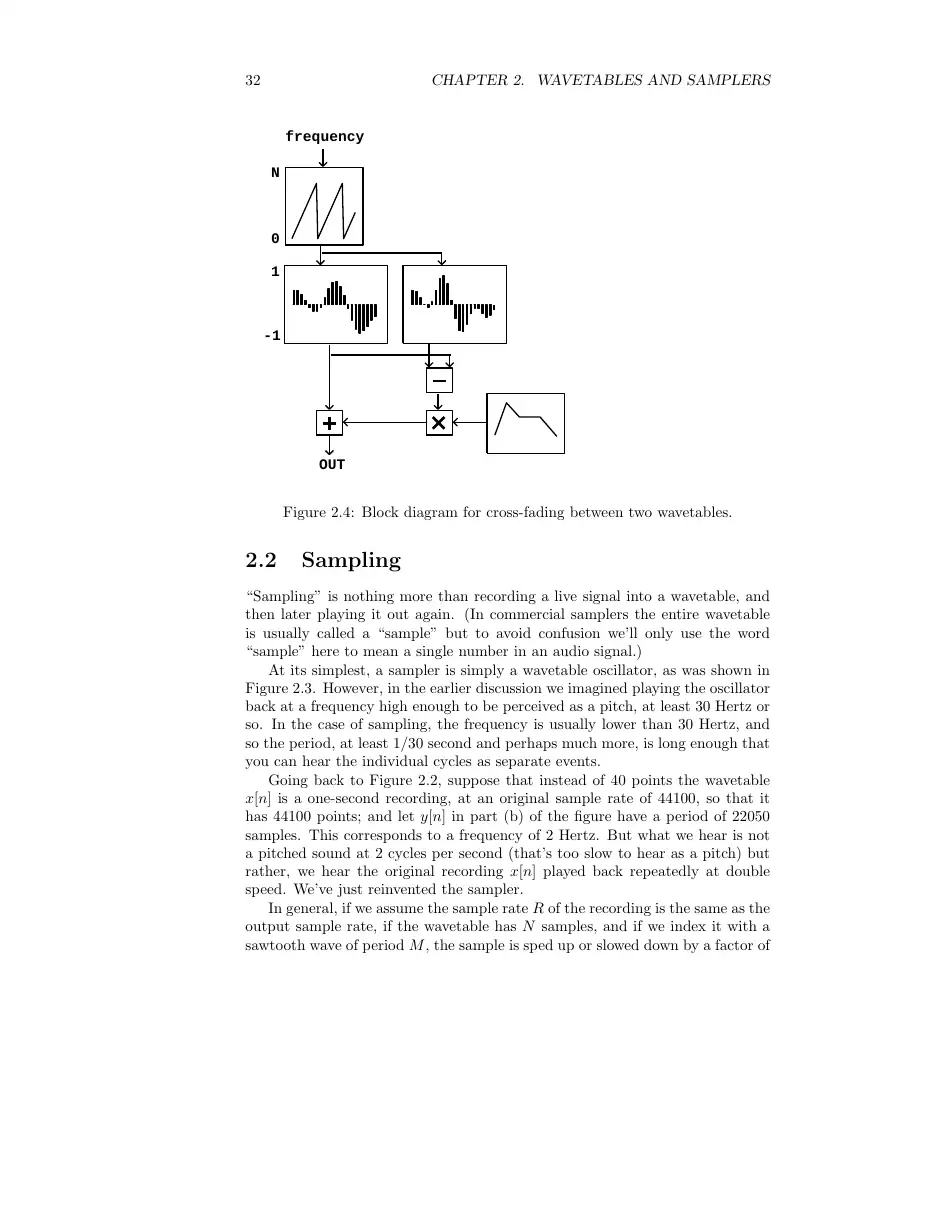 32
CHAPTER 2. WAVETABLES AND SAMPLERS
frequency
N
0
1
-1
−
+
×
OUT
Figure 2.4: Block diagram for cross-fading between two wavetables.
2.2 Sampling
“Sampling” is nothing more than recording a live signal into a wavetable, and
then later playing it out again. (In commercial samplers the entire wavetable
is usually called a “sample” but to avoid confusion we’ll only use the word
“sample” here to mean a single number in an audio signal.)
At its simplest, a sampler is simply a wavetable oscillator, as was shown in
Figure 2.3. However, in the earlier discussion we imagined playing the oscillator
back at a frequency high enough to be perceived as a pitch, at least 30 Hertz or
so. In the case of sampling, the frequency is usually lower than 30 Hertz, and
so the period, at least 1/30 second and perhaps much more, is long enough that
you can hear the individual cycles as separate events.
Going back to Figure 2.2, suppose that instead of 40 points the wavetable
x[n] is a one-second recording, at an original sample rate of 44100, so that it
has 44100 points; and let y[n] in part (b) of the figure have a period of 22050
samples. This corresponds to a frequency of 2 Hertz. But what we hear is not
a pitched sound at 2 cycles per second (that’s too slow to hear as a pitch) but
rather, we hear the original recording x[n] played back repeatedly at double
speed. We’ve just reinvented the sampler.
In general, if we assume the sample rate R of the recording is the same as the
output sample rate, if the wavetable has N samples, and if we index it with a
sawtooth wave of period M, the sample is sped up or slowed down by a factor of